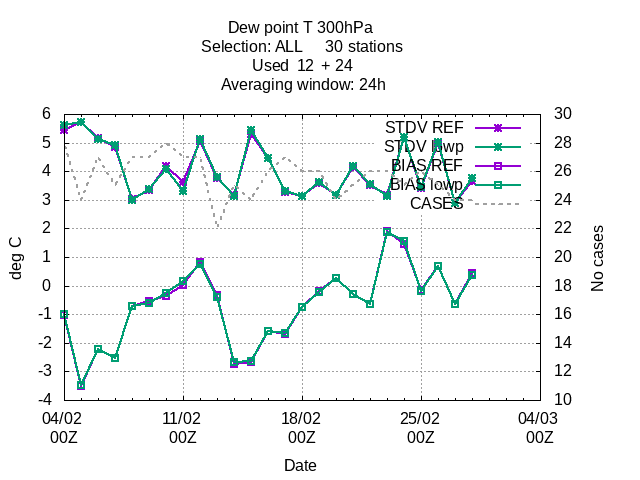 Dew point T 300hPa
Selection: ALL     30 stations
Used  12  + 24
Averaging window: 24h
STDV REF
STDV lowp
BIAS REF
BIAS lowp
CASES
deg C
6
5
4
3
2
1
0
-1
-2
-3
-4
No cases
30
28
26
24
22
20
18
16
14
12
10
04/02 11/02 18/02 25/02 04/03
00Z 00Z 00Z 00Z 00Z
Date